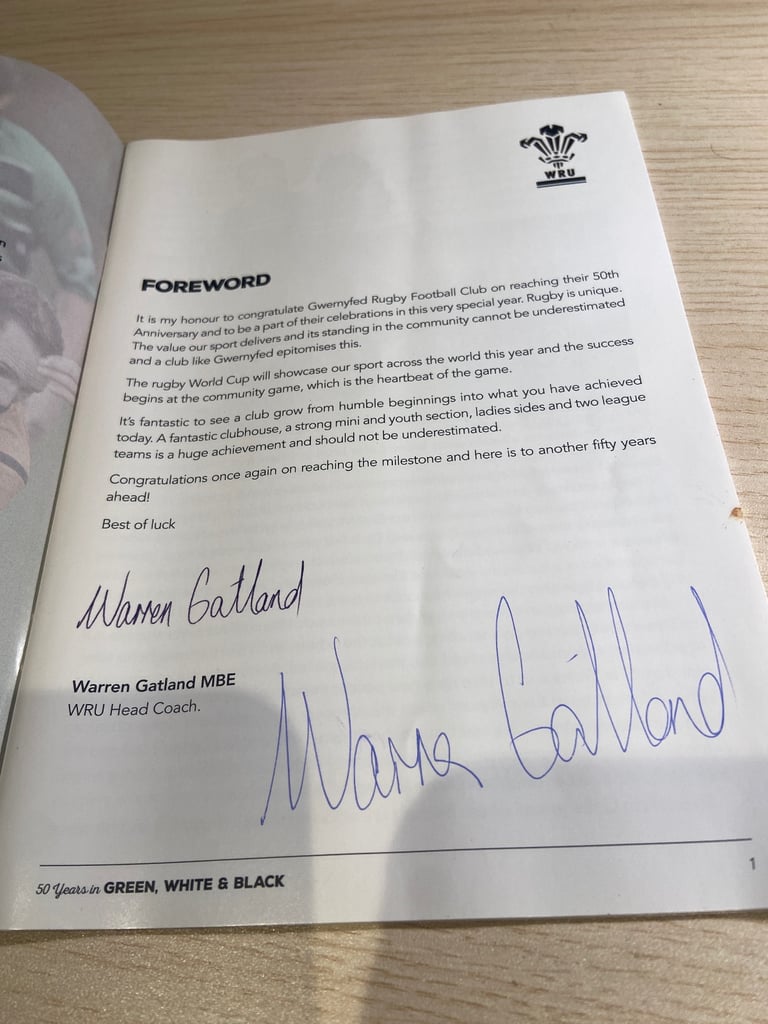 WRU
FOREWORD
It is my honour to congratulate Gwernyfed Rugby Football Club on reaching their 50th
Anniversary and to be a part of their celebrations in this very special year. Rugby is unique.
The value our sport delivers and its standing in the community cannot be underestimated
and a club like Gwernyfed epitomises this.
The rugby World Cup will showcase our sport across the world this year and the success
begins at the community game, which is the heartbeat of the game.
It's fantastic to see a club grow from humble beginnings into what you have achieved
today. A fantastic clubhouse, a strong mini and youth section, ladies sides and two league
teams is a huge achievement and should not be underestimated.
Congratulations once again on reaching the milestone and here is to another fifty years
ahead!
Best of luck
Warren Gatland
Warren Gatland MBE
WRU Head Coach.
Warren Gatland
50 Years in GREEN, WHITE & BLACK
1